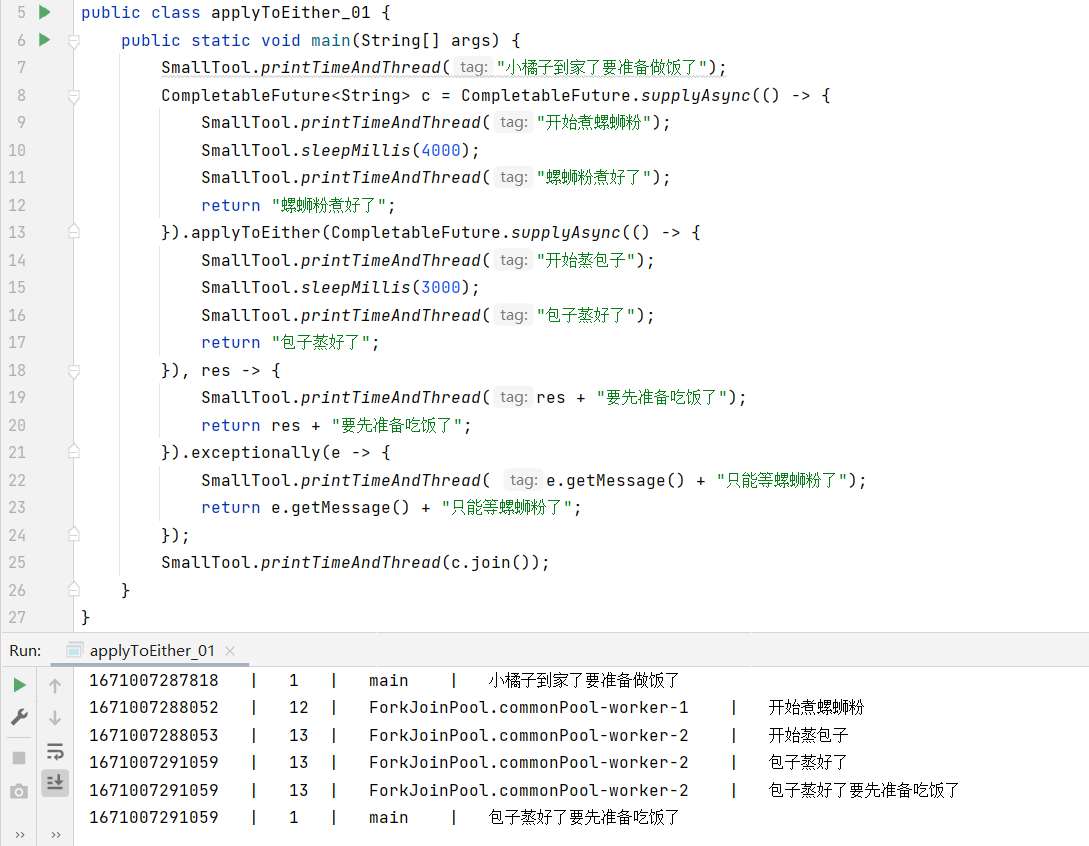 5 public class applyToEither_01 {
6 public static void main(String[] args) {
7 SmallTool.printTimeAndThread( tag: "小橘子到家了要准备做饭了");
8 CompletableFuture<String> c = CompletableFuture.supplyAsync(() -> {
9 SmallTool.printTimeAndThread( tag: "开始煮螺蛳粉");
10 SmallTool.sleepMillis(4000);
11 SmallTool.printTimeAndThread( tag: "螺蛳粉煮好了");
12 return "螺蛳粉煮好了";
13 }).applyToEither(CompletableFuture.supplyAsync(() -> {
14 SmallTool.printTimeAndThread( tag: "开始蒸包子");
15 SmallTool.sleepMillis(3000);
16 SmallTool.printTimeAndThread( tag: "包子蒸好了");
17 return "包子蒸好了";
18 }), res -> {
19 SmallTool.printTimeAndThread( tag: res + "要先准备吃饭了");
20 return res + "要先准备吃饭了";
21 }).exceptionally(e -> {
22 SmallTool.printTimeAndThread( tag: e.getMessage() + "只能等螺蛳粉了");
23 return e.getMessage() + "只能等螺蛳粉了";
24 });
25 SmallTool.printTimeAndThread(c.join());
26 }
27 }
Run: applyToEither_01 ×
1671007287818 | 1 | main | 小橘子到家了要准备做饭了
1671007288052 | 12 | ForkJoinPool.commonPool-worker-1 | 开始煮螺蛳粉
1671007288053 | 13 | ForkJoinPool.commonPool-worker-2 | 开始蒸包子
1671007291059 | 13 | ForkJoinPool.commonPool-worker-2 | 包子蒸好了
1671007291059 | 13 | ForkJoinPool.commonPool-worker-2 | 包子蒸好了要先准备吃饭了
1671007291059 | 1 | main | 包子蒸好了要先准备吃饭了